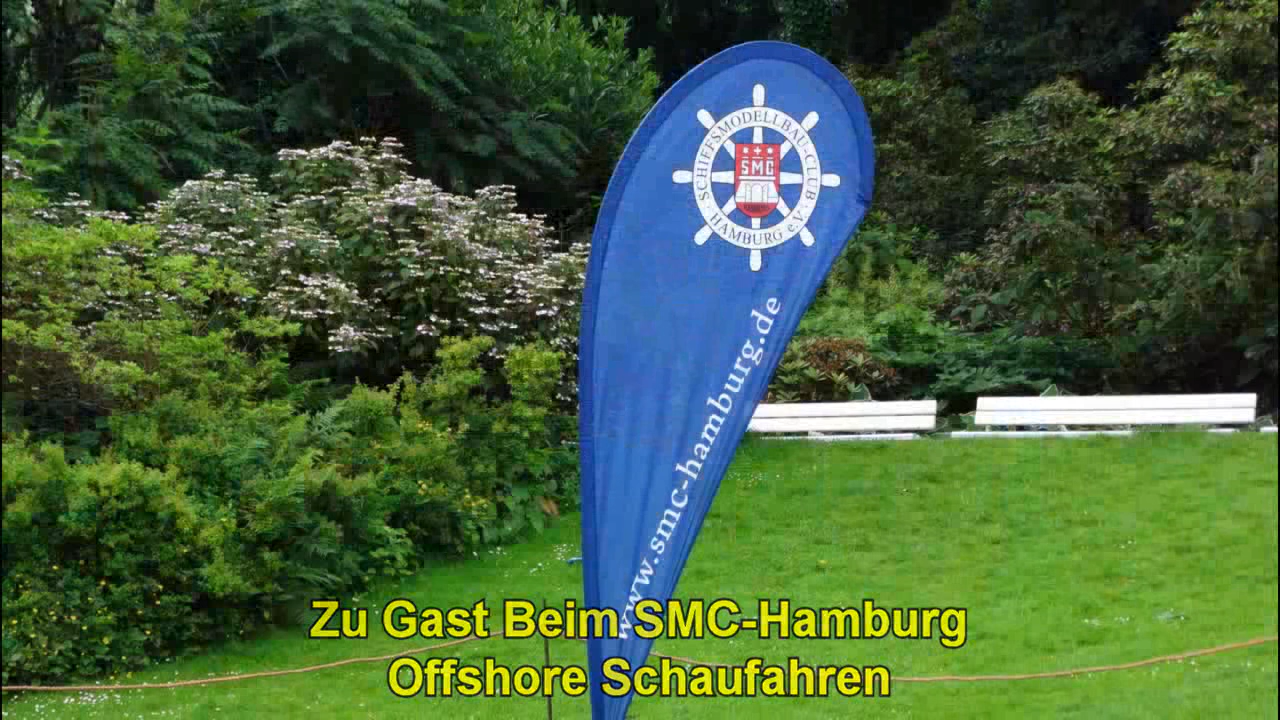 SCHIFFSMODELLBAU-CLUB
HAMBURG e.V.
SMC
www.smc-hamburg.de
Zu Gast Beim SMC-Hamburg
Offshore Schaufahren